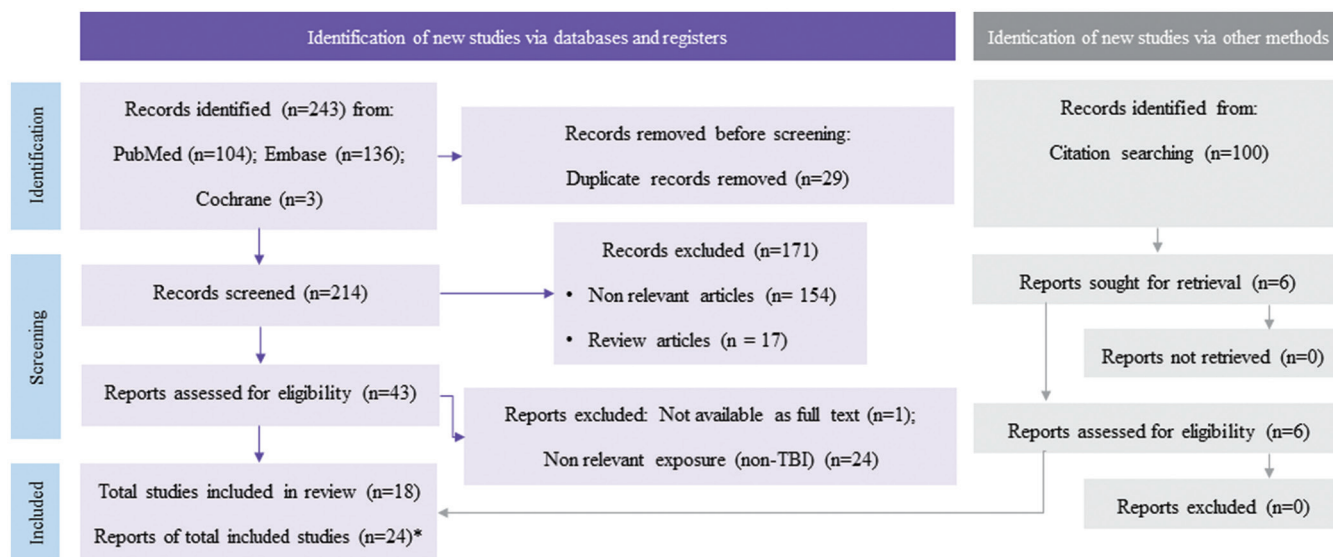 Identification of new studies via databases and registers
Identication of new studies via other methods
Identification
Records identified (n=243) from:
PubMed (n=104); Embase (n=136);
Cochrane (n=3)
Records removed before screening:
Duplicate records removed (n=29)
Records identified from:
Citation searching (n=100)
Screening
Records screened (n=214)
Records excluded (n=171)
• Non relevant articles (n= 154)
• Review articles (n = 17)
Reports sought for retrieval (n=6)
Reports not retrieved (n=0)
Reports assessed for eligibility (n=43)
Reports excluded: Not available as full text (n=1);
Non relevant exposure (non-TBI) (n=24)
Reports assessed for eligibility (n=6)
Reports excluded (n=0)
Included
Total studies included in review (n=18)
Reports of total included studies (n=24)*